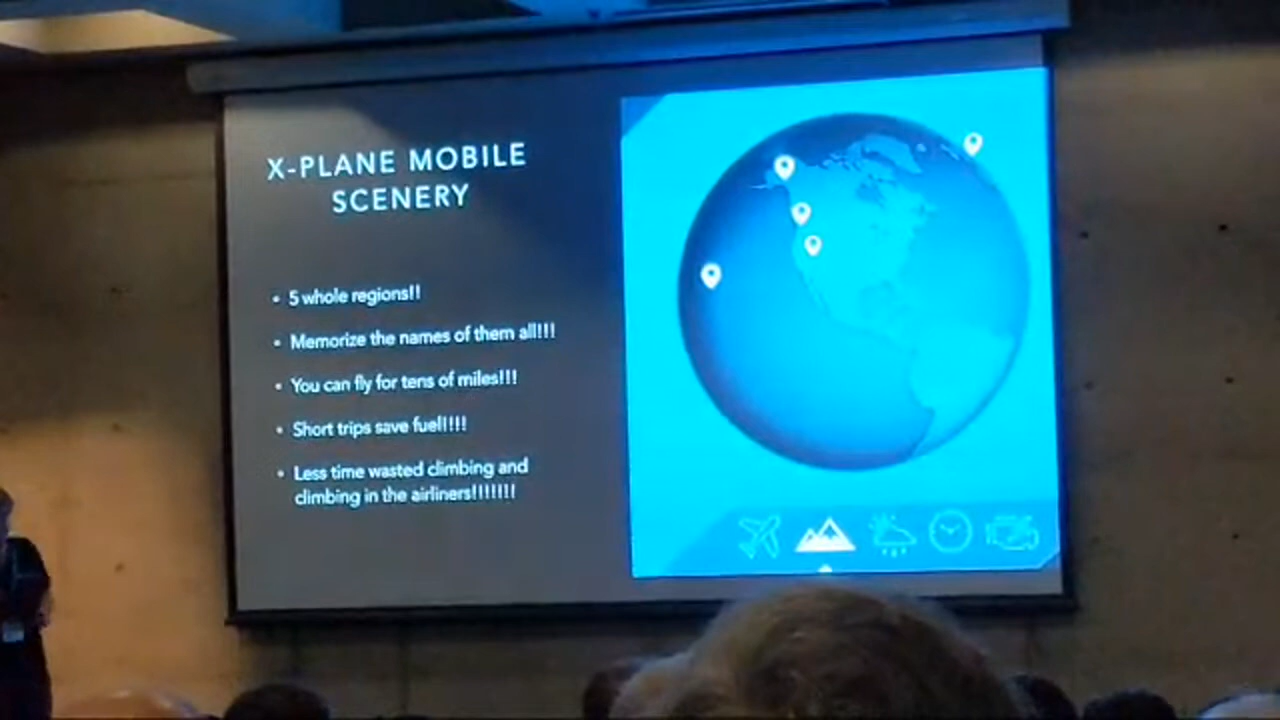 X-PLANE MOBILE
SCENERY
• 5 whole regions!!
• Memorize the names of them all!!!
• You can fly for tens of miles!!!
• Short trips save fuel!!!!
• Less time wasted climbing and
climbing in the airliners!!!!!!!